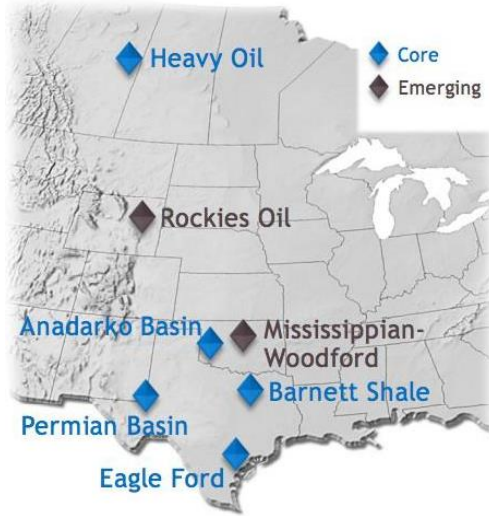 Heavy Oil
Core
Emerging
Rockies Oil
Anadarko Basin
Mississippian-
Woodford
Barnett Shale
Permian Basin
Eagle Ford